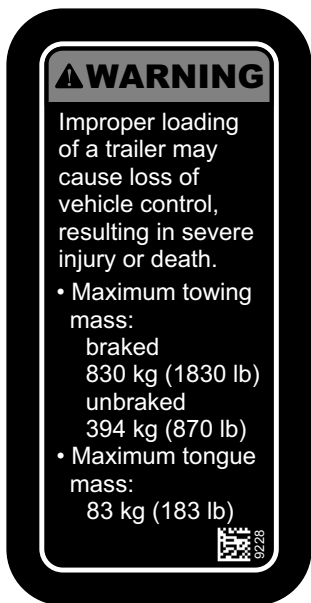 WARNING
Improper loading
of a trailer may
cause loss of
vehicle control,
resulting in severe
injury or death.
• Maximum towing
mass:
braked
830 kg (1830 lb)
unbraked
394 kg (870 lb)
• Maximum tongue
mass:
83 kg (183 lb)
9228